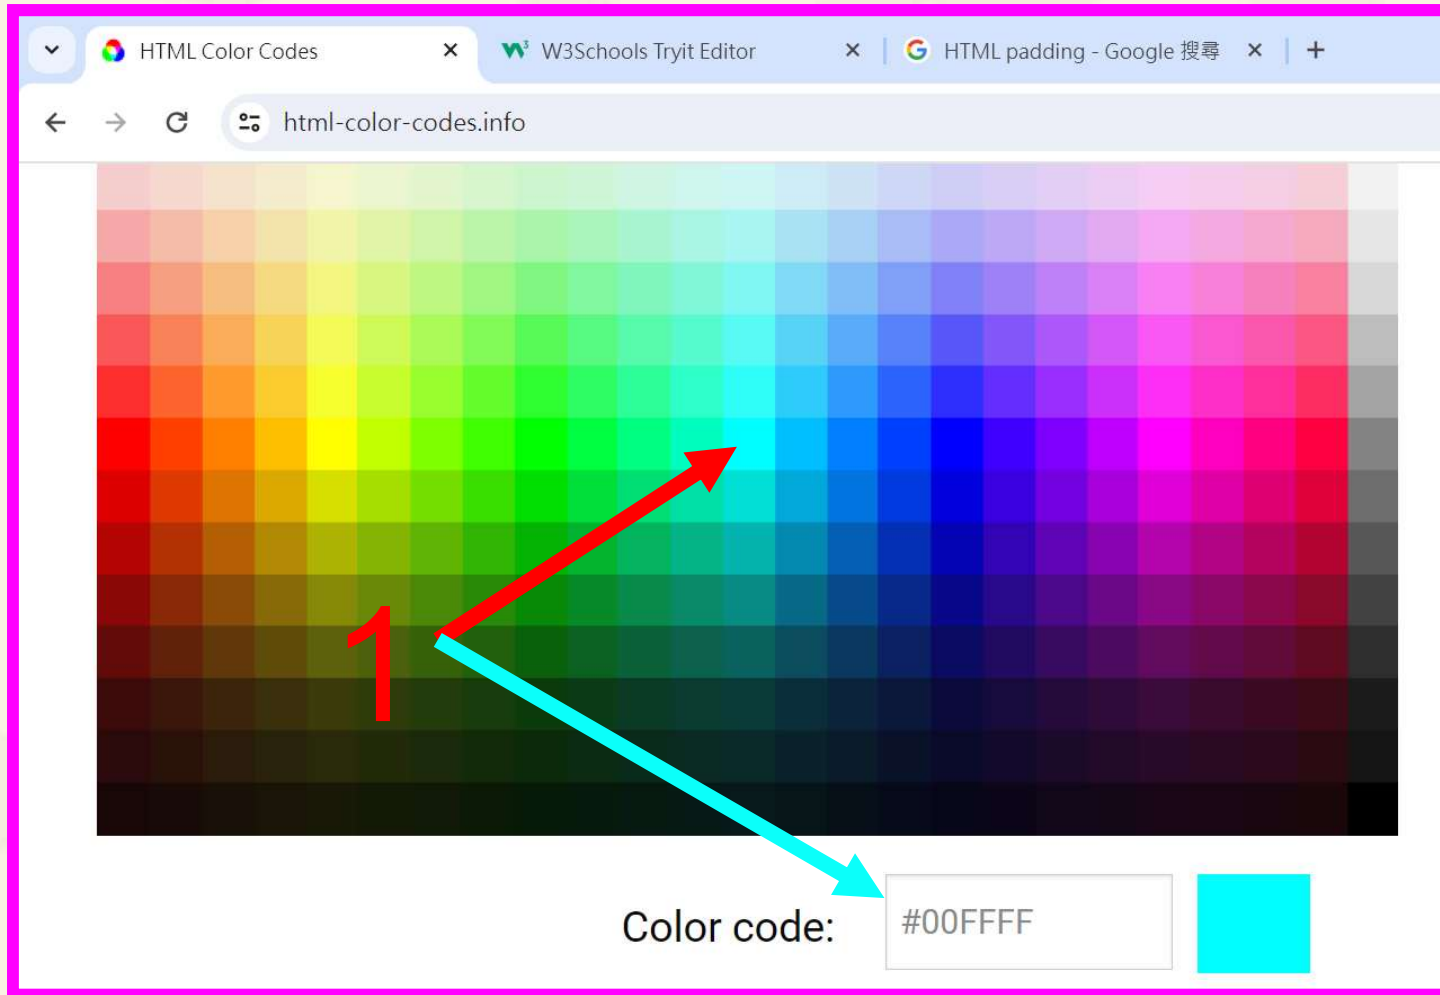 HTML Color Codes
W3Schools Tryit Editor
HTML padding - Google 搜尋
html-color-codes.info
1
Color code:
#00FFFF